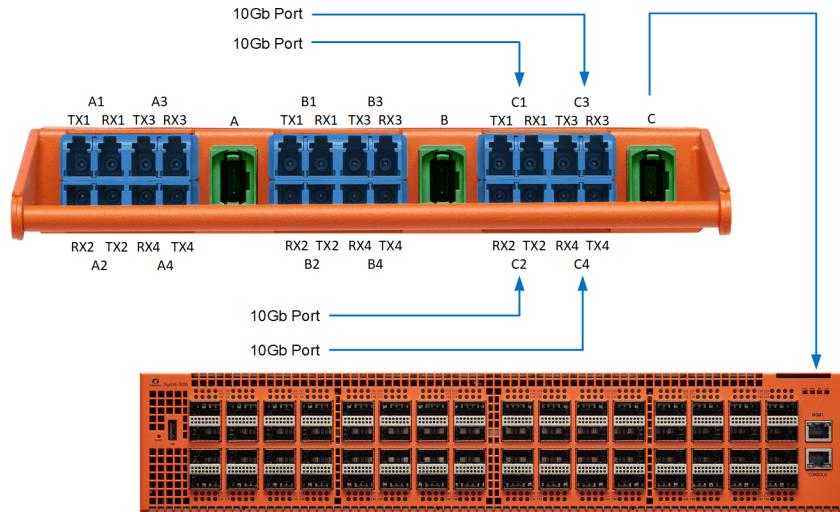 10Gb Port
10Gb Port
A1 A3 B1 B3 C1 C3
TX1 RX1 TX3 RX3 A TX1 RX1 TX3 RX3 B TX1 RX1 TX3 RX3 C
RX2 TX2 RX4 TX4 RX2 TX2 RX4 TX4 RX2 TX2 RX4 TX4
A2 A4 B2 B4 C2 C4
10Gb Port
10Gb Port
MGMT
CONSOLE